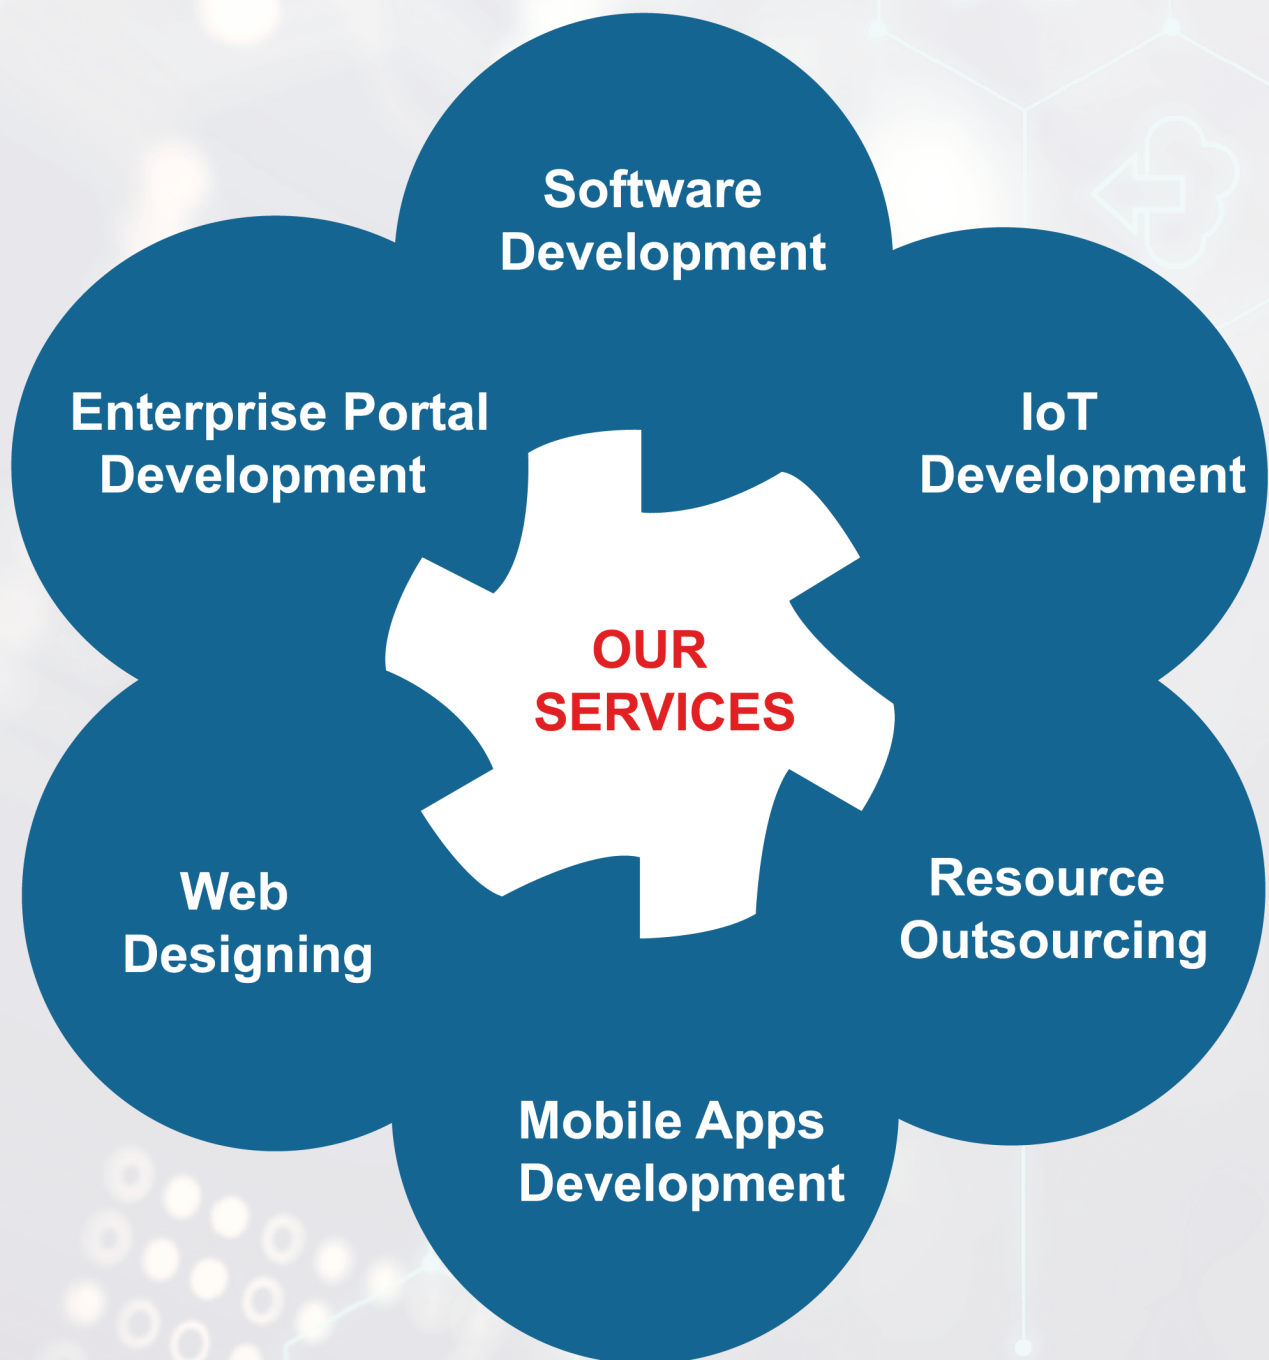 Software
Development
Enterprise Portal
Development
IoT
Development
OUR
SERVICES
Web
Designing
Resource
Outsourcing
Mobile Apps
Development